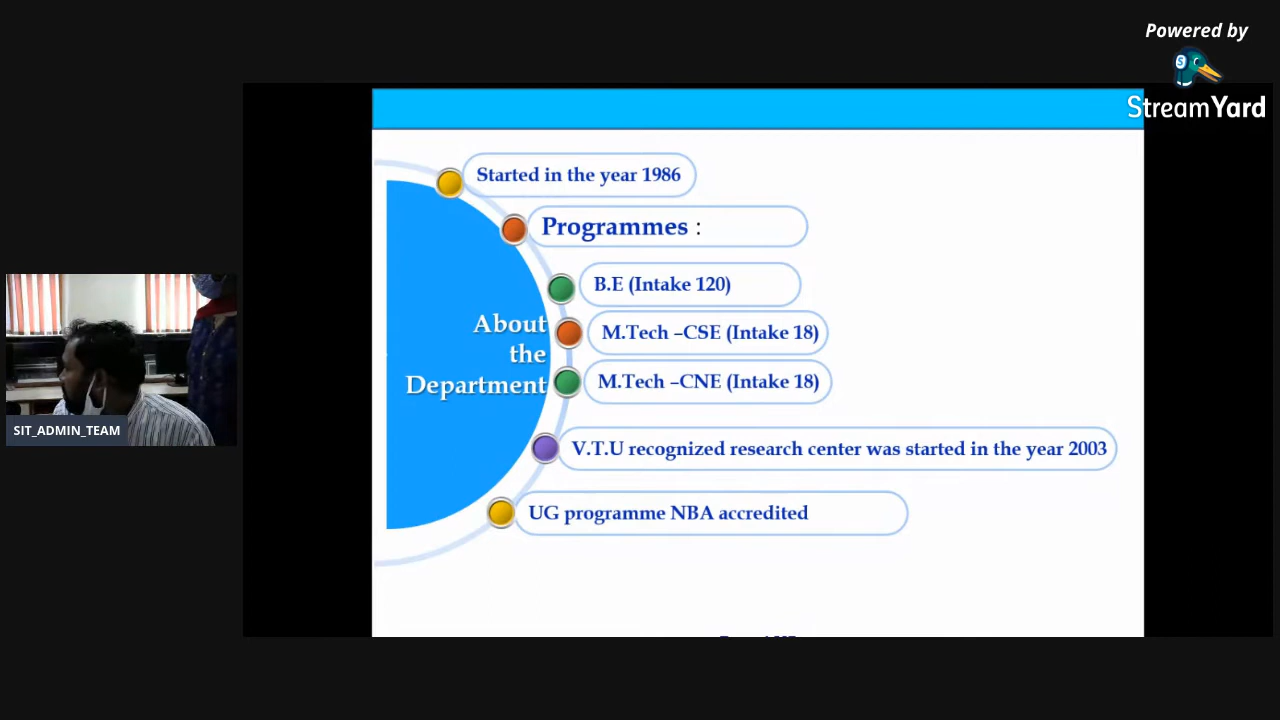 Powered by
StreamYard
Started in the year 1986
Programmes :
B.E (Intake 120)
About
the
Department
M.Tech –CSE (Intake 18)
M.Tech –CNE (Intake 18)
V.T.U recognized research center was started in the year 2003
UG programme NBA accredited
SIT_ADMIN_TEAM